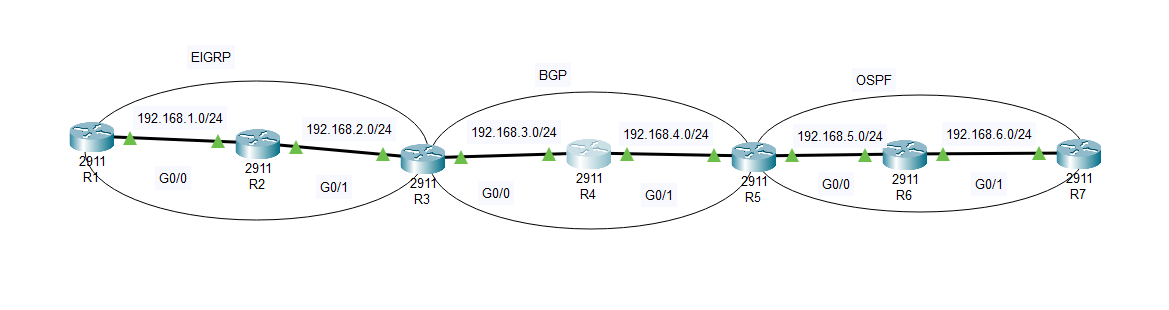 EIGRP
BGP
OSPF
192.168.1.0/24
192.168.2.0/24
192.168.3.0/24
192.168.4.0/24
192.168.5.0/24
192.168.6.0/24
2911
R1
G0/0
2911
R2
G0/1
2911
R3
G0/0
2911
R4
G0/1
2911
R5
G0/0
2911
R6
G0/1
2911
R7